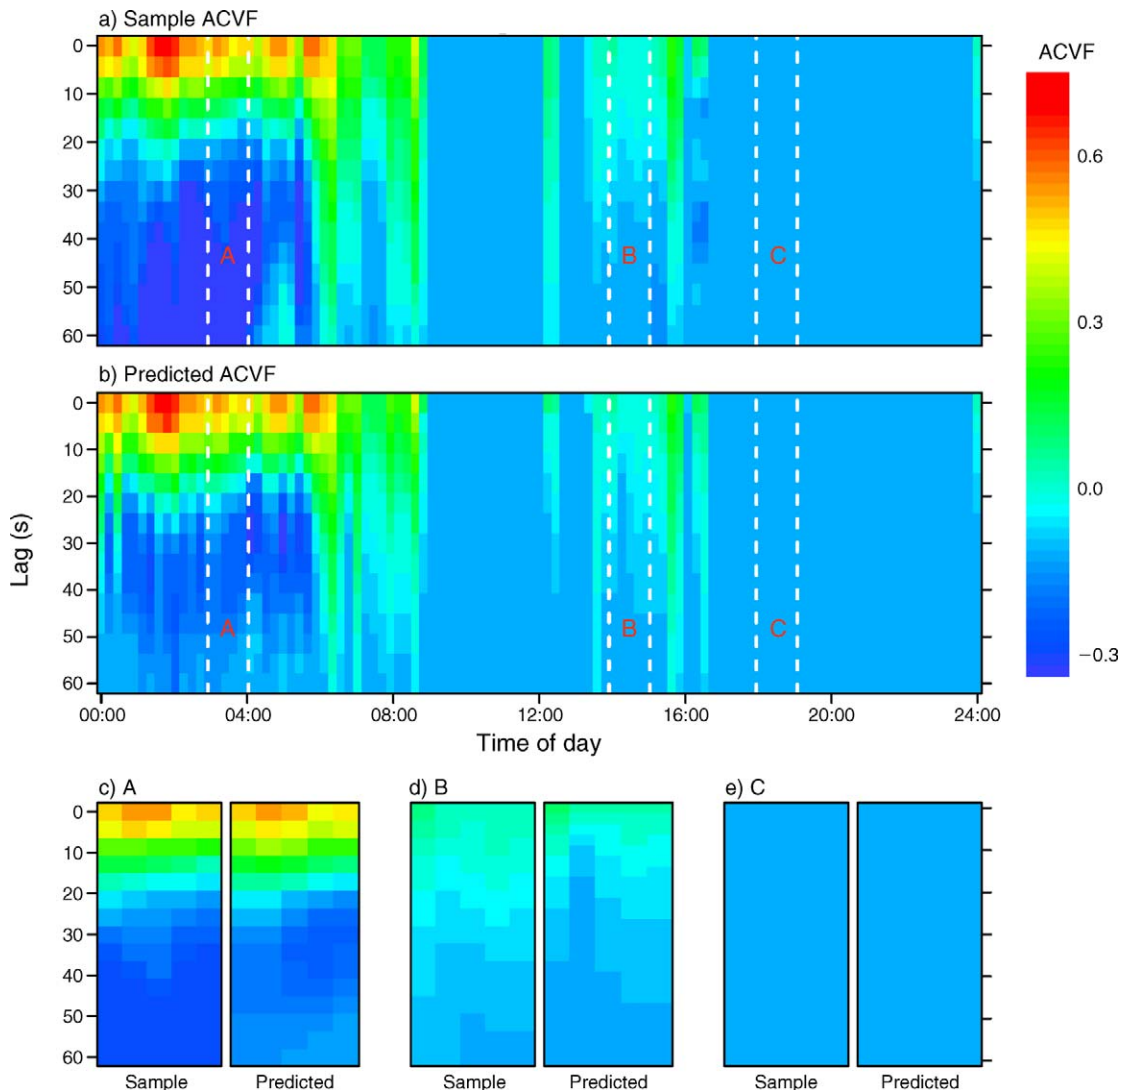 a) Sample ACVF
ACVF
0
10
20
30
40
50
60
A
B
C
0.6
0.3
0.0
−0.3
b) Predicted ACVF
0
10
20
30
40
50
60
A
B
C
Lag (s)
00:00 04:00 08:00 12:00 16:00 20:00 24:00
Time of day
c) A
d) B
e) C
0
10
20
30
40
50
60
Sample Predicted Sample Predicted Sample Predicted